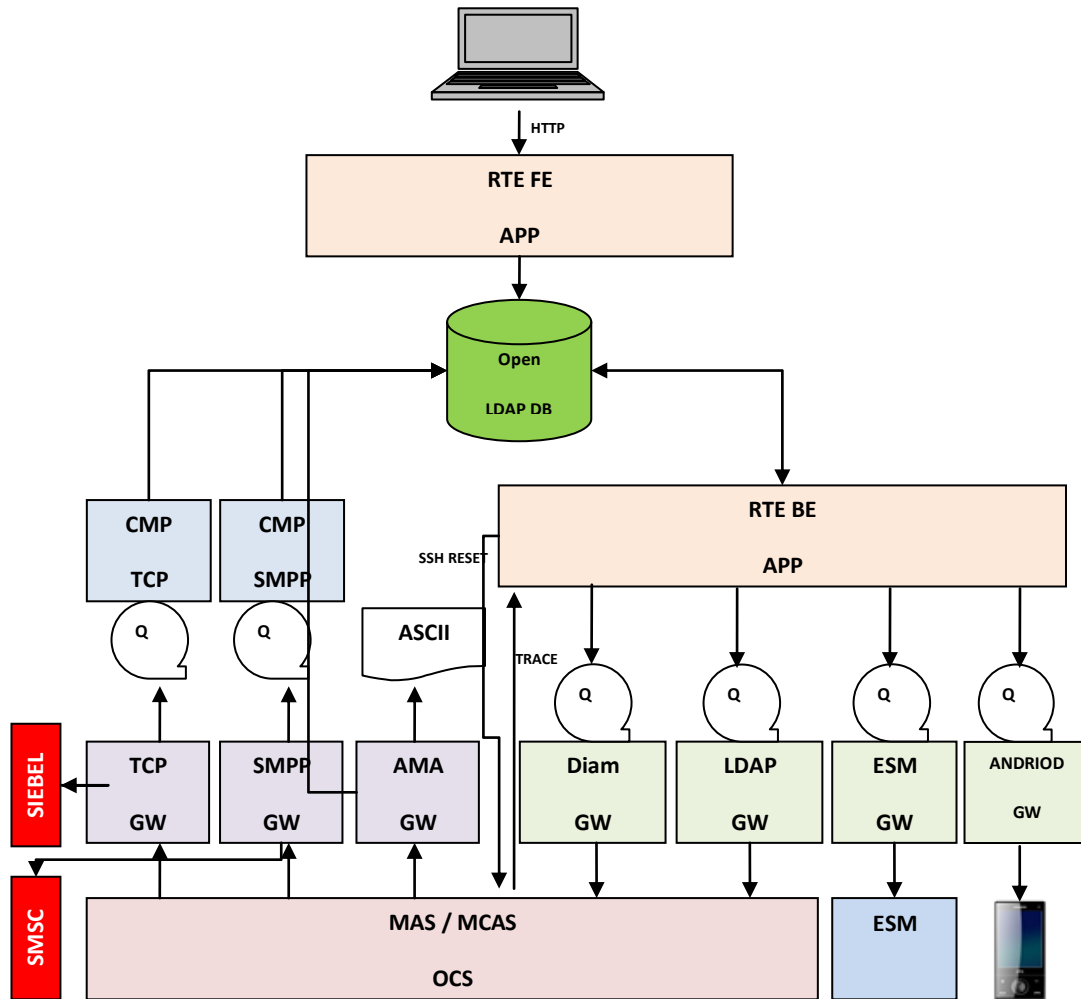 HTTP
RTE FE
APP
Open
LDAP DB
RTE BE
APP
CMP
TCP
CMP
SMPP
SSH RESET
ASCII
TRACE
Q
Q
Q
Q
Q
Q
SIEBEL
TCP
GW
SMPP
GW
AMA
GW
Diam
GW
LDAP
GW
ESM
GW
ANDRIOD
GW
SMSC
MAS / MCAS
OCS
ESM